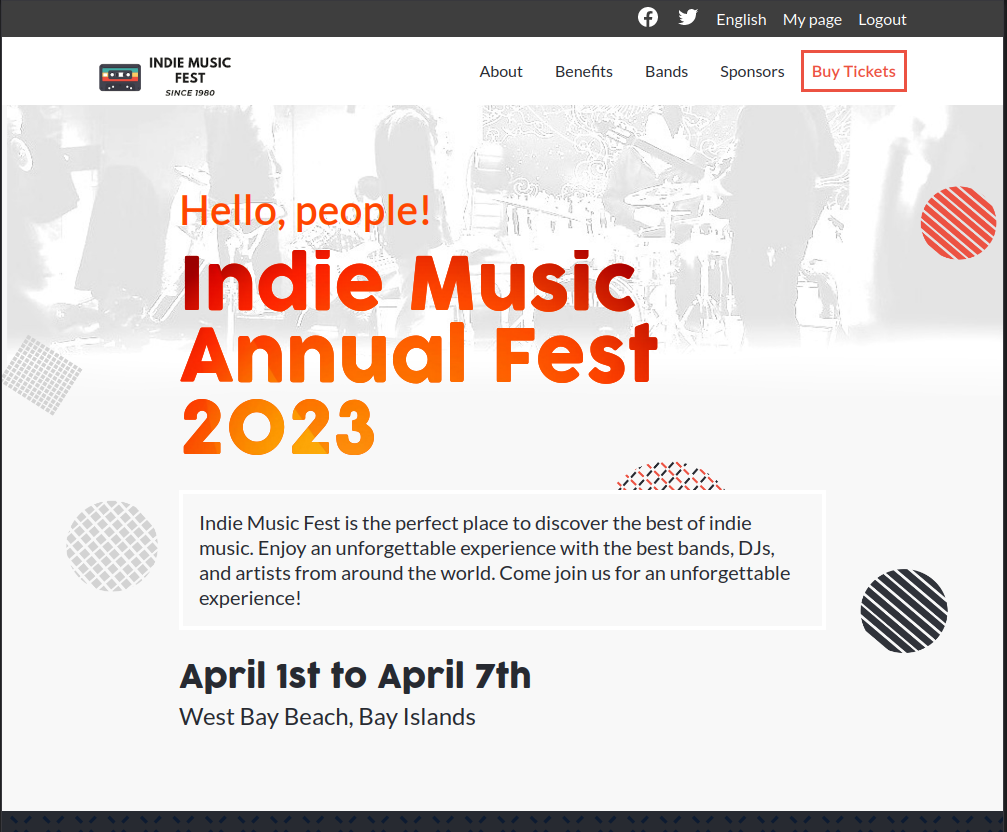 English My page Logout
INDIE MUSIC
FEST
SINCE 1980
About Benefits Bands Sponsors Buy Tickets
Hello, people!
Indie Music
Annual Fest
2023
Indie Music Fest is the perfect place to discover the best of indie
music. Enjoy an unforgettable experience with the best bands, DJs,
and artists from around the world. Come join us for an unforgettable
experience!
April 1st to April 7th
West Bay Beach, Bay Islands